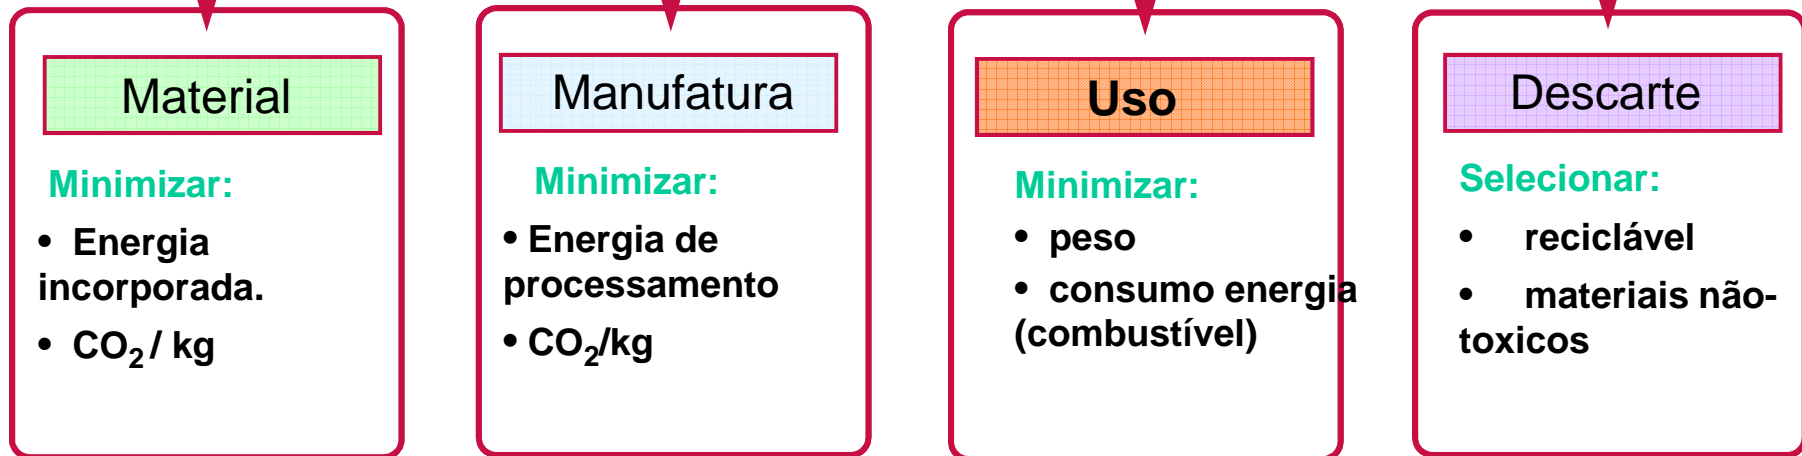 Material
Minimizar:
• Energia
incorporada.
• CO₂ / kg
Manufatura
Minimizar:
• Energia de
processamento
• CO₂/kg
Uso
Minimizar:
• peso
• consumo energia
(combustível)
Descarte
Selecionar:
• reciclável
• materiais não-
toxicos